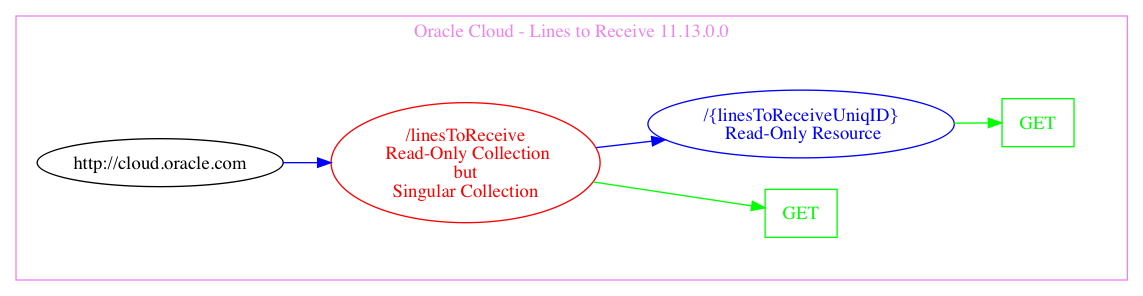 Oracle Cloud - Lines to Receive 11.13.0.0
http://cloud.oracle.com
/linesToReceive
Read-Only Collection
but
Singular Collection
/{linesToReceiveUniqID}
Read-Only Resource
GET
GET